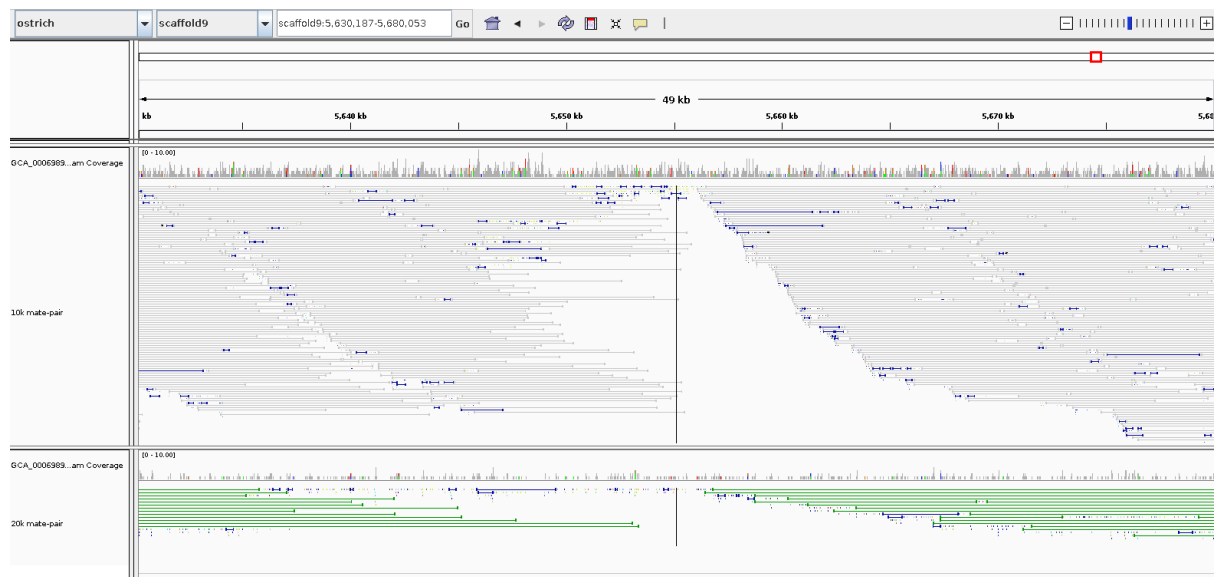 ostrich scaffold9 scaffold9:5,630,187-5,680,053 Go
49 kb
kb 5,640 kb 5,650 kb 5,660 kb 5,670 kb 5,68
[0 - 10.00]
GCA_0006989...am Coverage
10k mate-pair
[0 - 10.00]
GCA_0006989...am Coverage
20k mate-pair